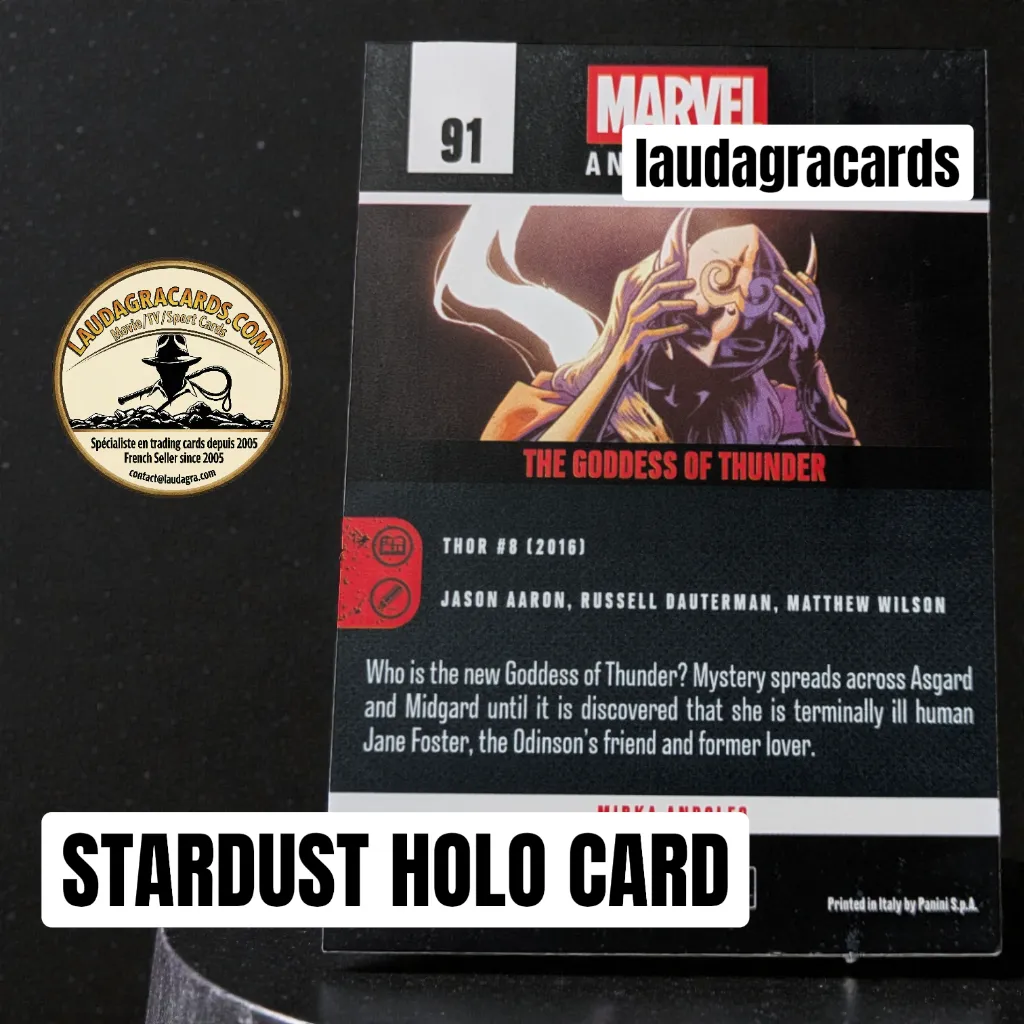 91
MARVEL
AN
laudagracards
LAUDAGRACARDS.COM
Movie/TV/Sport Cards
Spécialiste en trading cards depuis 2005
French Seller since 2005
contact@laudagra.com
THE GODDESS OF THUNDER
THOR #8 (2016)
JASON AARON, RUSSELL DAUTERMAN, MATTHEW WILSON
Who is the new Goddess of Thunder? Mystery spreads across Asgard
and Midgard until it is discovered that she is terminally ill human
Jane Foster, the Odinson's friend and former lover.
MIRKA ANDOLFO
STARDUST HOLO CARD
Printed in Italy by Panini S.p.A.